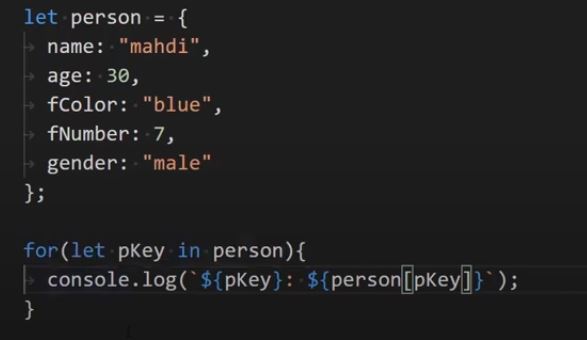 let person = {
name: "mahdi",
age: 30,
fColor: "blue",
fNumber: 7,
gender: "male"
};
for(let pKey in person){
console.log(`${pKey}: ${person[pKey]}`);
}